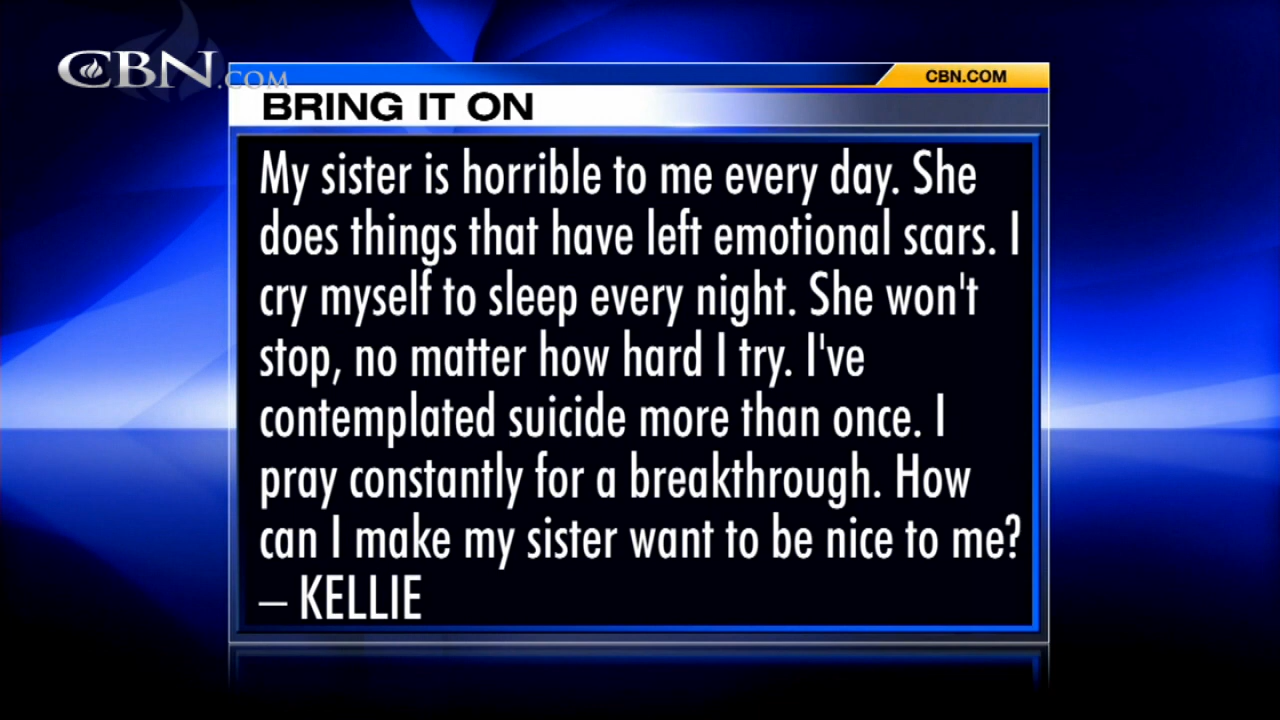 CBN.COM
CBN.COM
BRING IT ON
My sister is horrible to me every day. She
does things that have left emotional scars. I
cry myself to sleep every night. She won't
stop, no matter how hard I try. I've
contemplated suicide more than once. I
pray constantly for a breakthrough. How
can I make my sister want to be nice to me?
– KELLIE